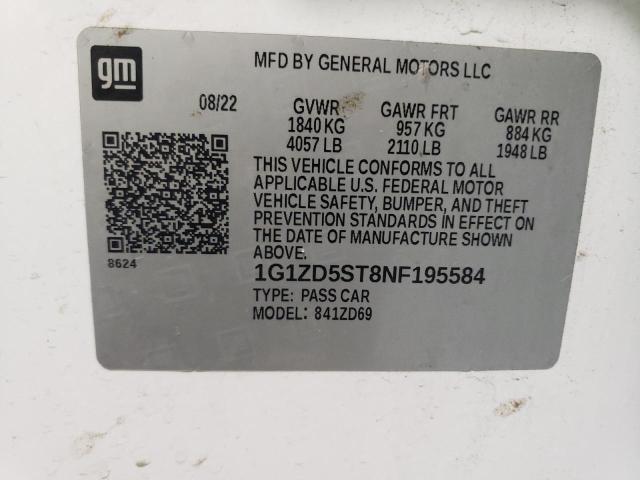 gm
MFD BY GENERAL MOTORS LLC
08/22 GVWR GAWR FRT GAWR RR
1840 KG 957 KG 884 KG
4057 LB 2110 LB 1948 LB
THIS VEHICLE CONFORMS TO ALL
APPLICABLE U.S. FEDERAL MOTOR
VEHICLE SAFETY, BUMPER, AND THEFT
PREVENTION STANDARDS IN EFFECT ON
THE DATE OF MANUFACTURE SHOWN
ABOVE.
8624
1G1ZD5ST8NF195584
TYPE: PASS CAR
MODEL: 841ZD69